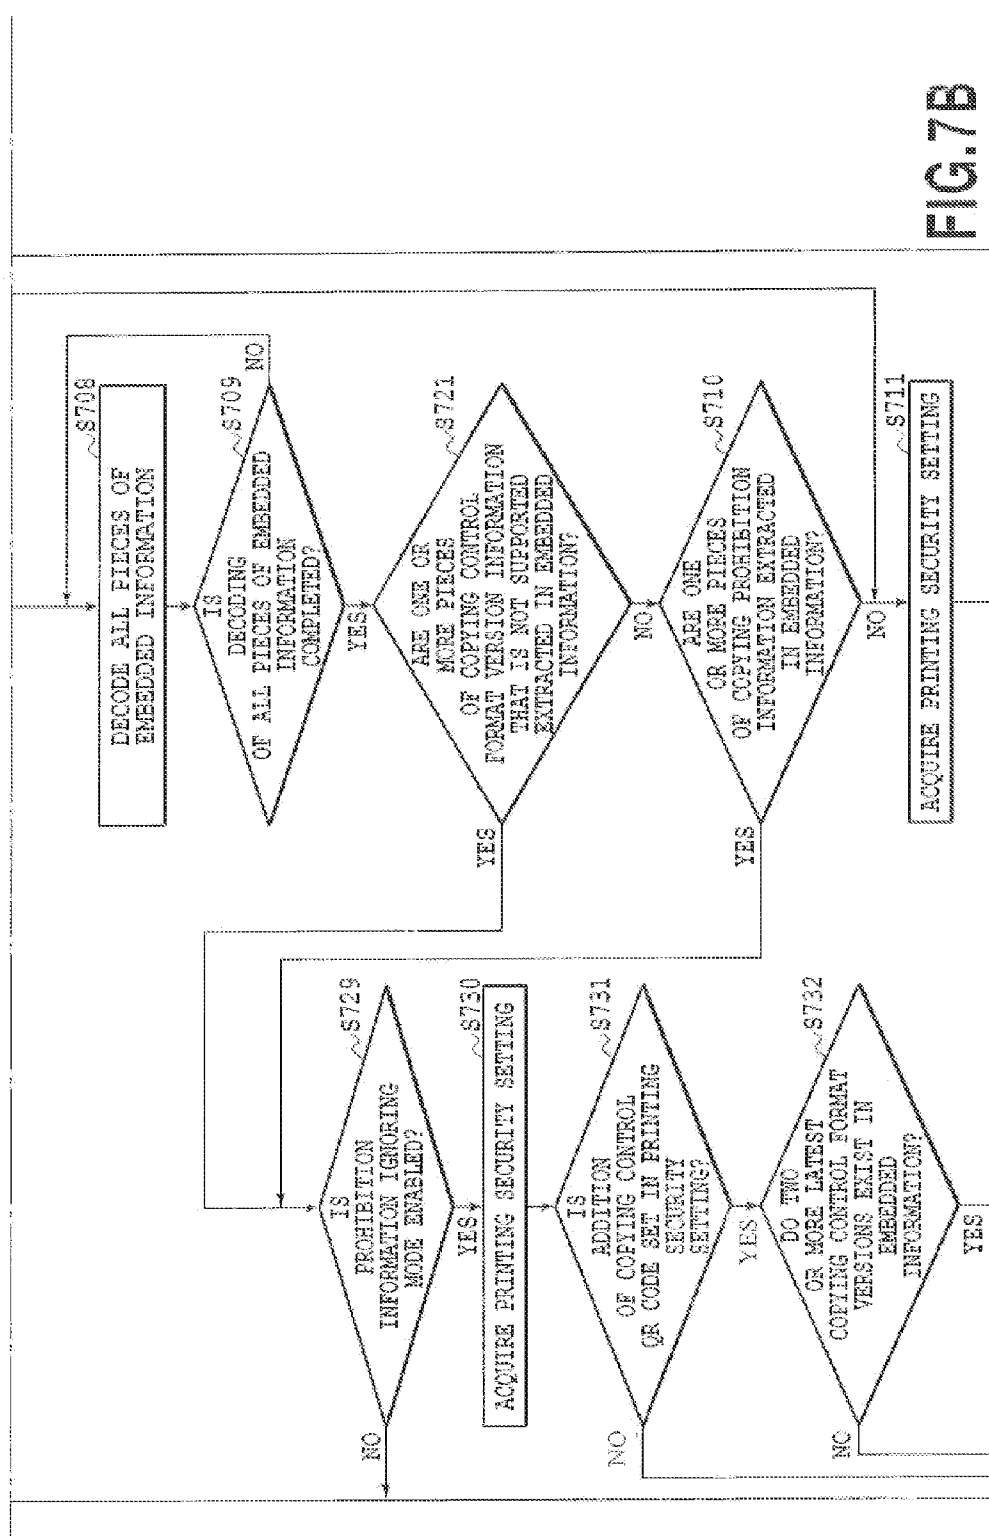 S708
DECODE ALL PIECES OF
EMBEDDED INFORMATION
S709
IS
DECODING
OF ALL PIECES OF EMBEDDED
INFORMATION
COMPLETED?
NO
YES
S721
ARE ONE OR
MORE PIECES
OF COPYING CONTROL
FORMAT VERSION INFORMATION
THAT IS NOT SUPPORTED
EXTRACTED IN EMBEDDED
INFORMATION?
YES
NO
S710
ARE ONE
OR MORE PIECES
OF COPYING PROHIBITION
INFORMATION EXTRACTED
IN EMBEDDED
INFORMATION?
YES
NO
S711
ACQUIRE PRINTING SECURITY SETTING
S729
IS
PROHIBITION
INFORMATION IGNORING
MODE ENABLED?
NO
YES
S730
ACQUIRE PRINTING SECURITY SETTING
S731
IS
ADDITION
OF COPYING CONTROL
QR CODE SET IN PRINTING
SECURITY
SETTING?
NO
YES
S732
DO TWO
OR MORE LATEST
COPYING CONTROL FORMAT
VERSIONS EXIST IN
EMBEDDED
INFORMATION?
NO
YES
FIG.7B